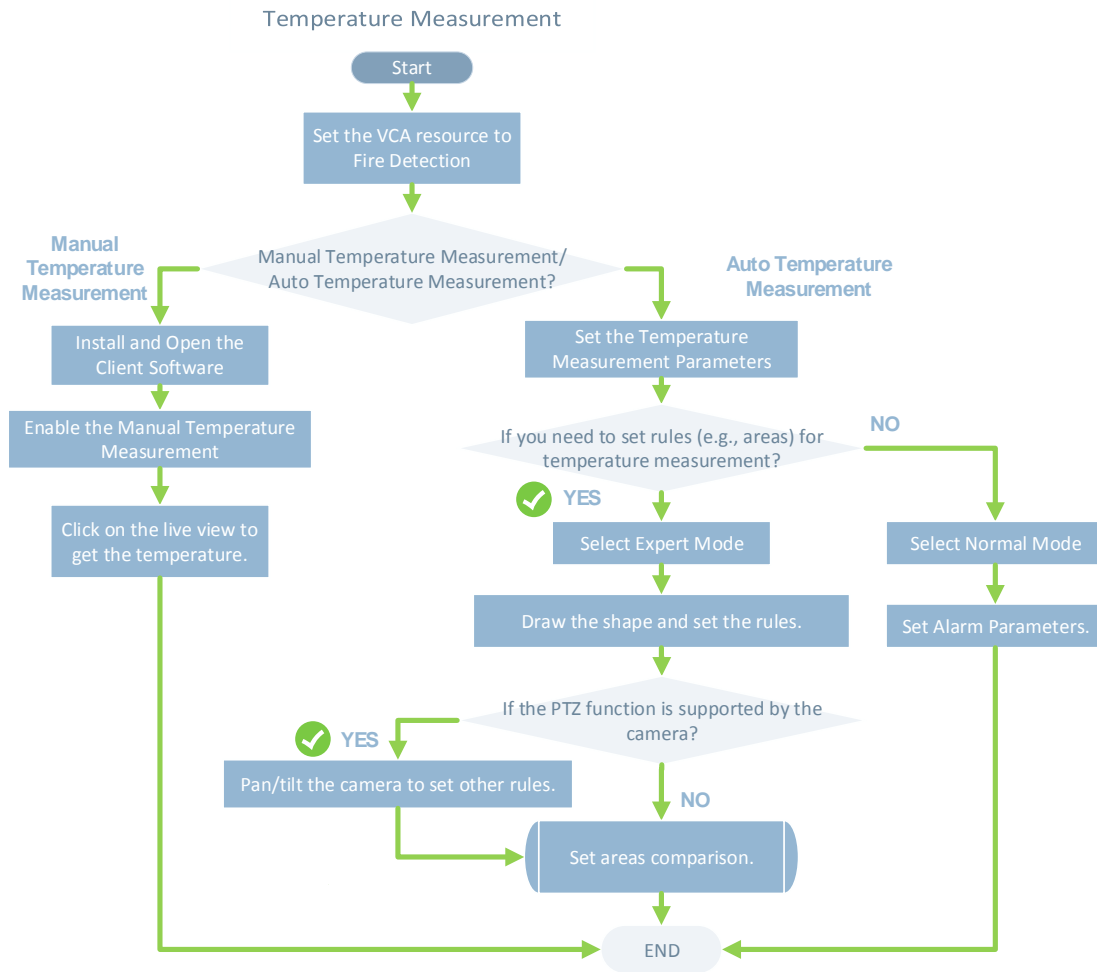 Temperature Measurement
Start
Set the VCA resource to
Fire Detection
Manual Temperature Measurement/
Auto Temperature Measurement?
Manual
Temperature
Measurement
Install and Open the
Client Software
Enable the Manual Temperature
Measurement
Click on the live view to
get the temperature.
Auto Temperature
Measurement
Set the Temperature
Measurement Parameters
If you need to set rules (e.g., areas) for
temperature measurement?
NO
YES
Select Expert Mode
Select Normal Mode
Draw the shape and set the rules.
Set Alarm Parameters.
If the PTZ function is supported by the
camera?
YES
Pan/tilt the camera to set other rules.
NO
Set areas comparison.
END